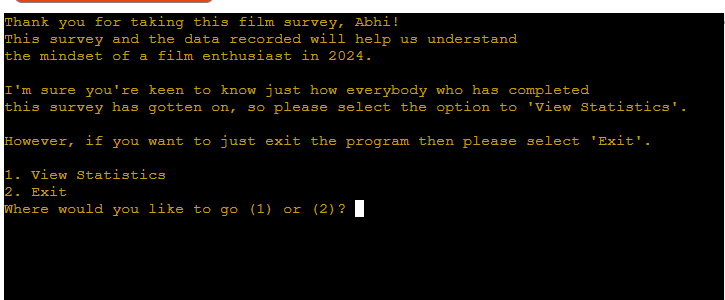 Thank you for taking this film survey, Abhi!
This survey and the data recorded will help us understand
the mindset of a film enthusiast in 2024.
I'm sure you're keen to know just how everybody who has completed
this survey has gotten on, so please select the option to 'View Statistics'.
However, if you want to just exit the program then please select 'Exit'.
1. View Statistics
2. Exit
Where would you like to go (1) or (2)?